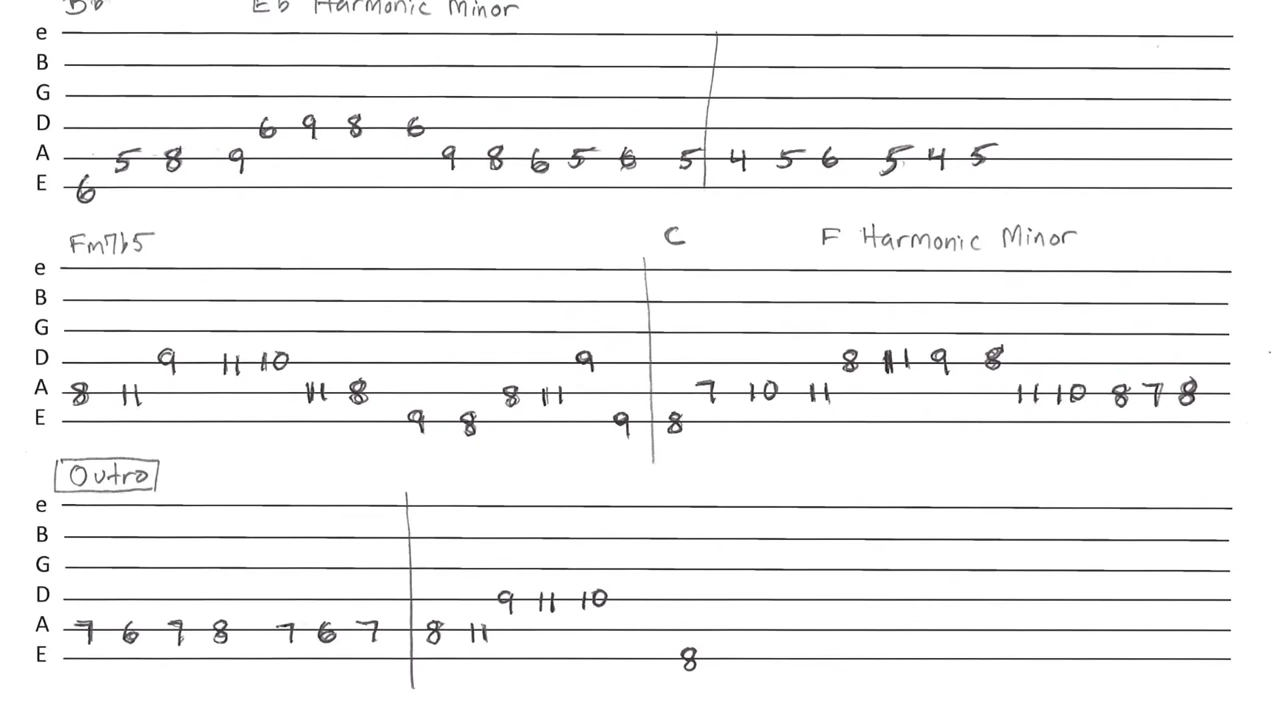 Bb Eb Harmonic Minor
e
B
G
D 6 9 8 6
A 5 8 9 9 8 6 5 6 5 4 5 6 5 4 5
E 6
Fm7b5 C F Harmonic Minor
e
B
G
D 9 11 10 9 8 11 9 8
A 8 11 11 8 8 11 7 10 11 11 10 8 7 8
E 9 8 9 8
Outro
e
B
G
D 9 11 10
A 7 6 7 8 7 6 7 8 11
E 8